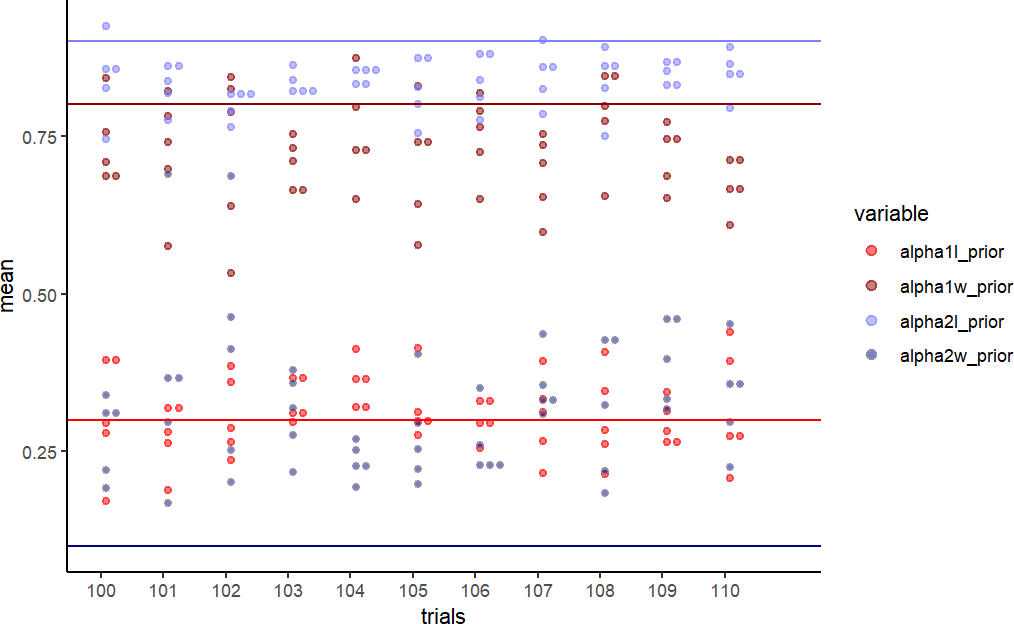 mean
0.75
0.50
0.25
100 101 102 103 104 105 106 107 108 109 110
trials
variable
alpha1l_prior
alpha1w_prior
alpha2l_prior
alpha2w_prior